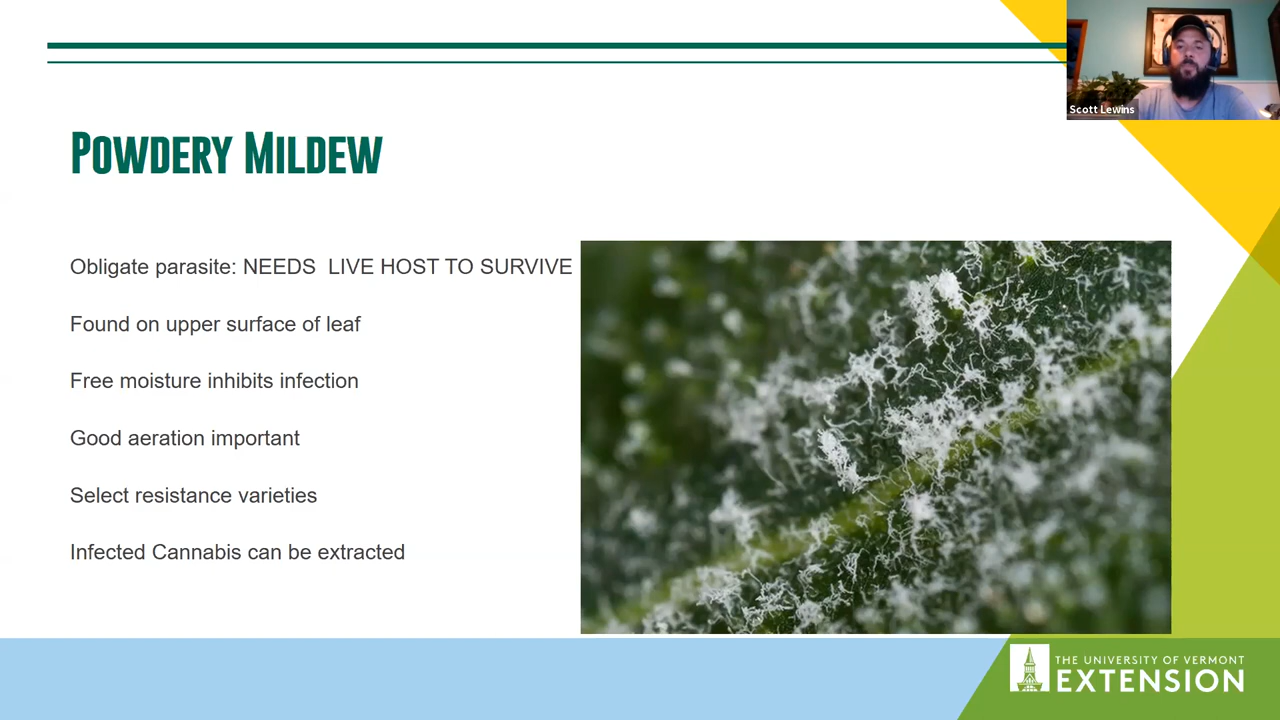 Scott Lewins
POWDERY MILDEW
Obligate parasite: NEEDS  LIVE HOST TO SURVIVE
Found on upper surface of leaf
Free moisture inhibits infection
Good aeration important
Select resistance varieties
Infected Cannabis can be extracted
THE UNIVERSITY OF VERMONT
EXTENSION